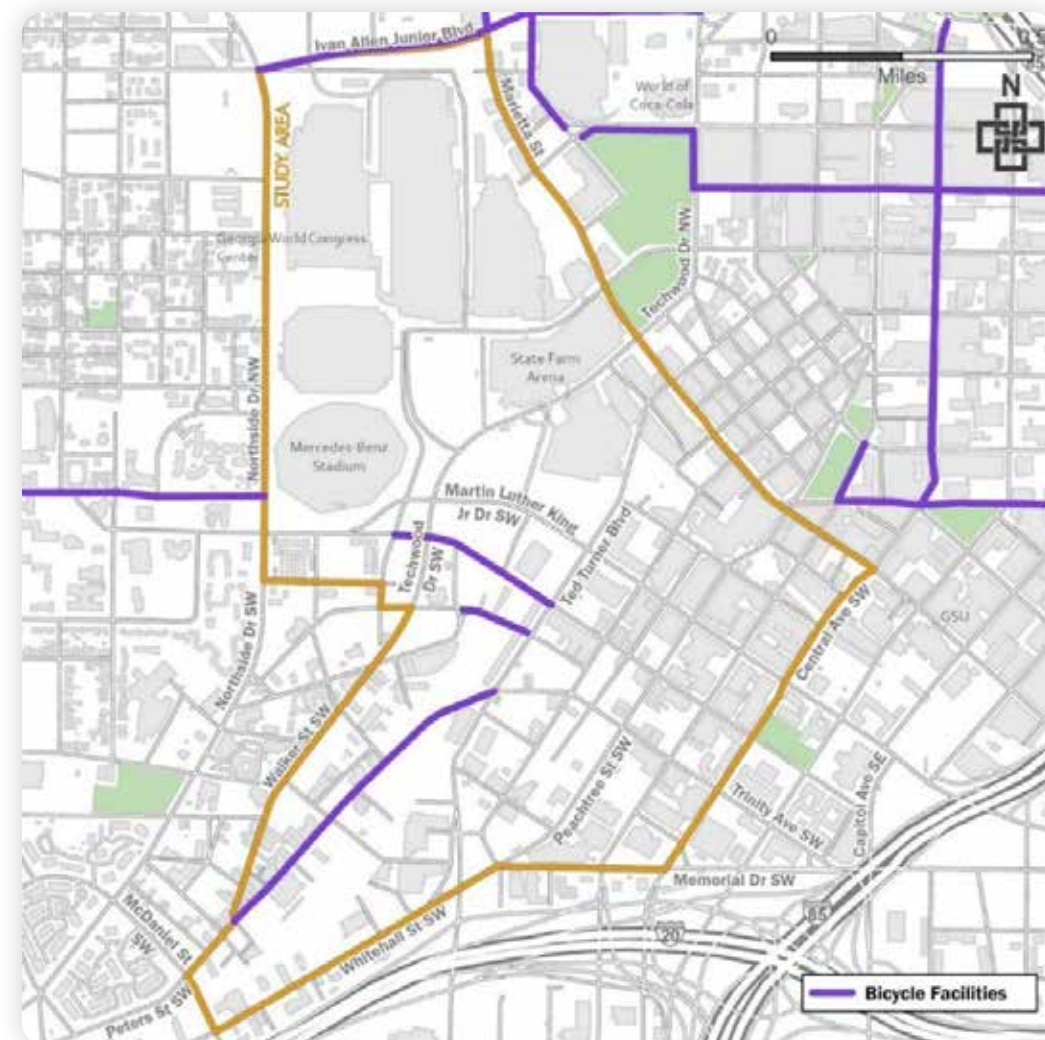 Ivan Allen Junior Blvd
0
0.5
Miles
N
World of
Coca-Cola
Marietta St
STUDY AREA
Georgia World Congress
Center
Techwood Dr NW
State Farm
Arena
Northside Dr NW
Mercedes-Benz
Stadium
Martin Luther King
Jr Dr SW
Ted Turner Blvd
Techwood
Dr SW
Central Ave SW
GSU
Northside Dr SW
Walker St SW
Peachtree St SW
Trinity Ave SW
Capitol Ave SE
Memorial Dr SW
McDaniel St
SW
Whitehall St SW
20
85
Peters St SW
Bicycle Facilities